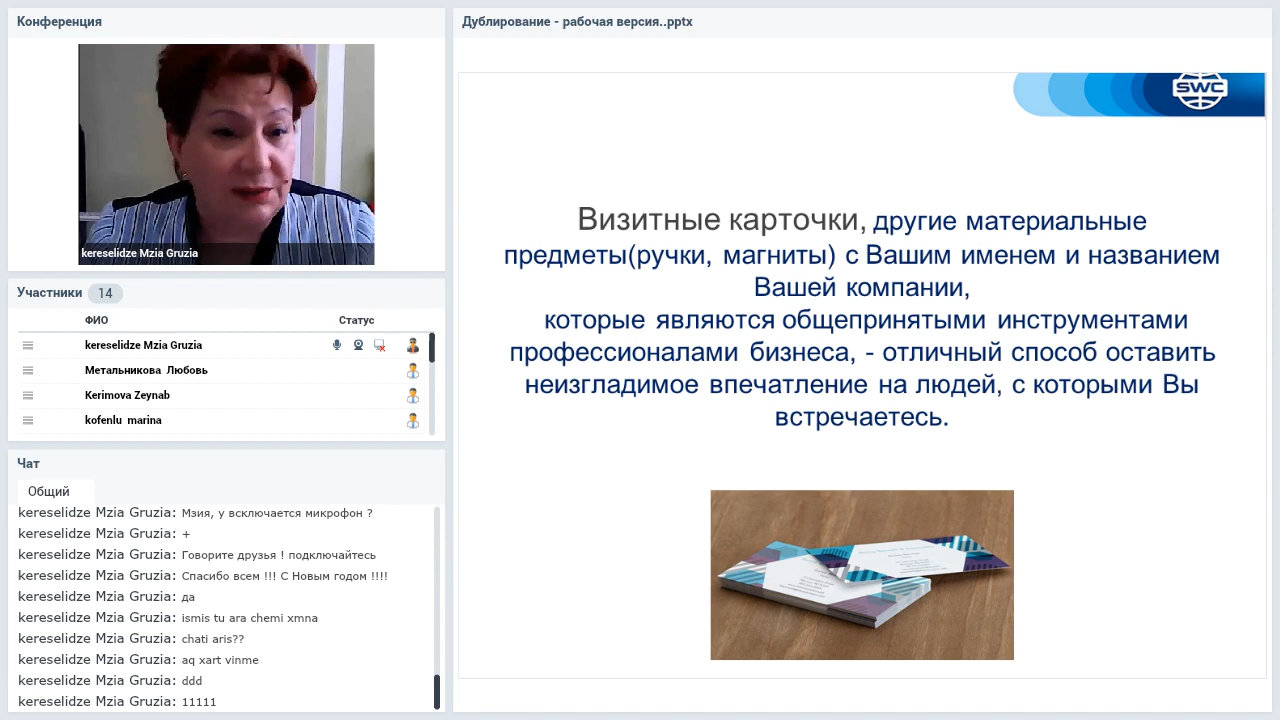 Конференция
kereselidze Mzia Gruzia
Участники 14
ФИО Статус
kereselidze Mzia Gruzia
Метальникова Любовь
Kerimova Zeynab
kofenlu marina
Чат
Общий
kereselidze Mzia Gruzia: Мзия, у всключается микрофон ?
kereselidze Mzia Gruzia: +
kereselidze Mzia Gruzia: Говорите друзья ! подключайтесь
kereselidze Mzia Gruzia: Спасибо всем !!! С Новым годом !!!!
kereselidze Mzia Gruzia: да
kereselidze Mzia Gruzia: ismis tu ara chemi xmna
kereselidze Mzia Gruzia: chati aris??
kereselidze Mzia Gruzia: aq xart vinme
kereselidze Mzia Gruzia: ddd
kereselidze Mzia Gruzia: 11111
Дублирование - рабочая версия..pptx
SWC
Визитные карточки, другие материальные
предметы(ручки, магниты) с Вашим именем и названием
Вашей компании,
которые являются общепринятыми инструментами
профессионалами бизнеса, - отличный способ оставить
неизгладимое впечатление на людей, с которыми Вы
встречаетесь.